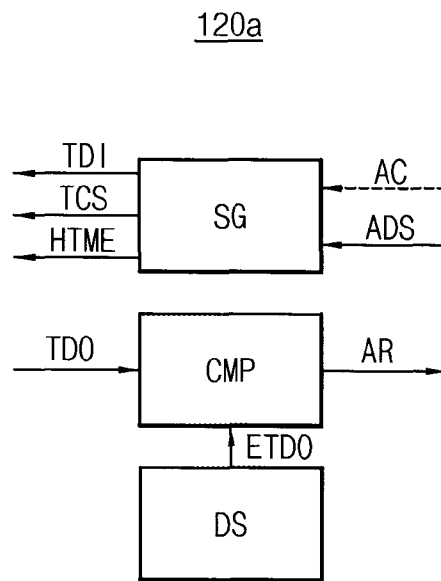 120a
TDI
TCS
HTME
SG
AC
ADS
TDO
CMP
AR
ETDO
DS